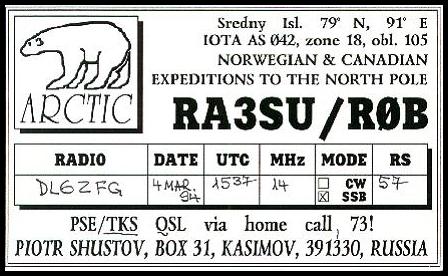 Sredny Isl. 79° N, 91° E
IOTA AS Ø42, zone 18, obl. 105
NORWEGIAN & CANADIAN
EXPEDITIONS TO THE NORTH POLE
ARCTIC
RA3SU/RØB
RADIO DATE UTC MHz MODE RS
DL6ZFG 4 MAR. 94 1537 14 ☐ CW ☒ SSB 57
PSE/TKS QSL via home call, 73!
PIOTR SHUSTOV, BOX 31, KASIMOV, 391330, RUSSIA